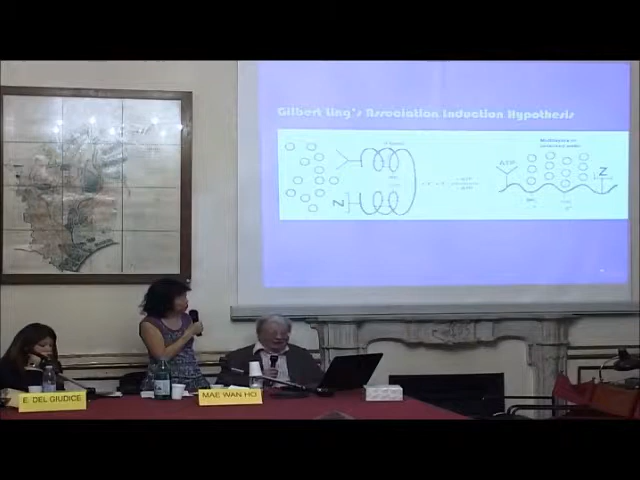 Gilbert Ling's Association Induction Hypothesis
ATP
Z
Z
E. DEL GIUDICE
MAE WAN HO